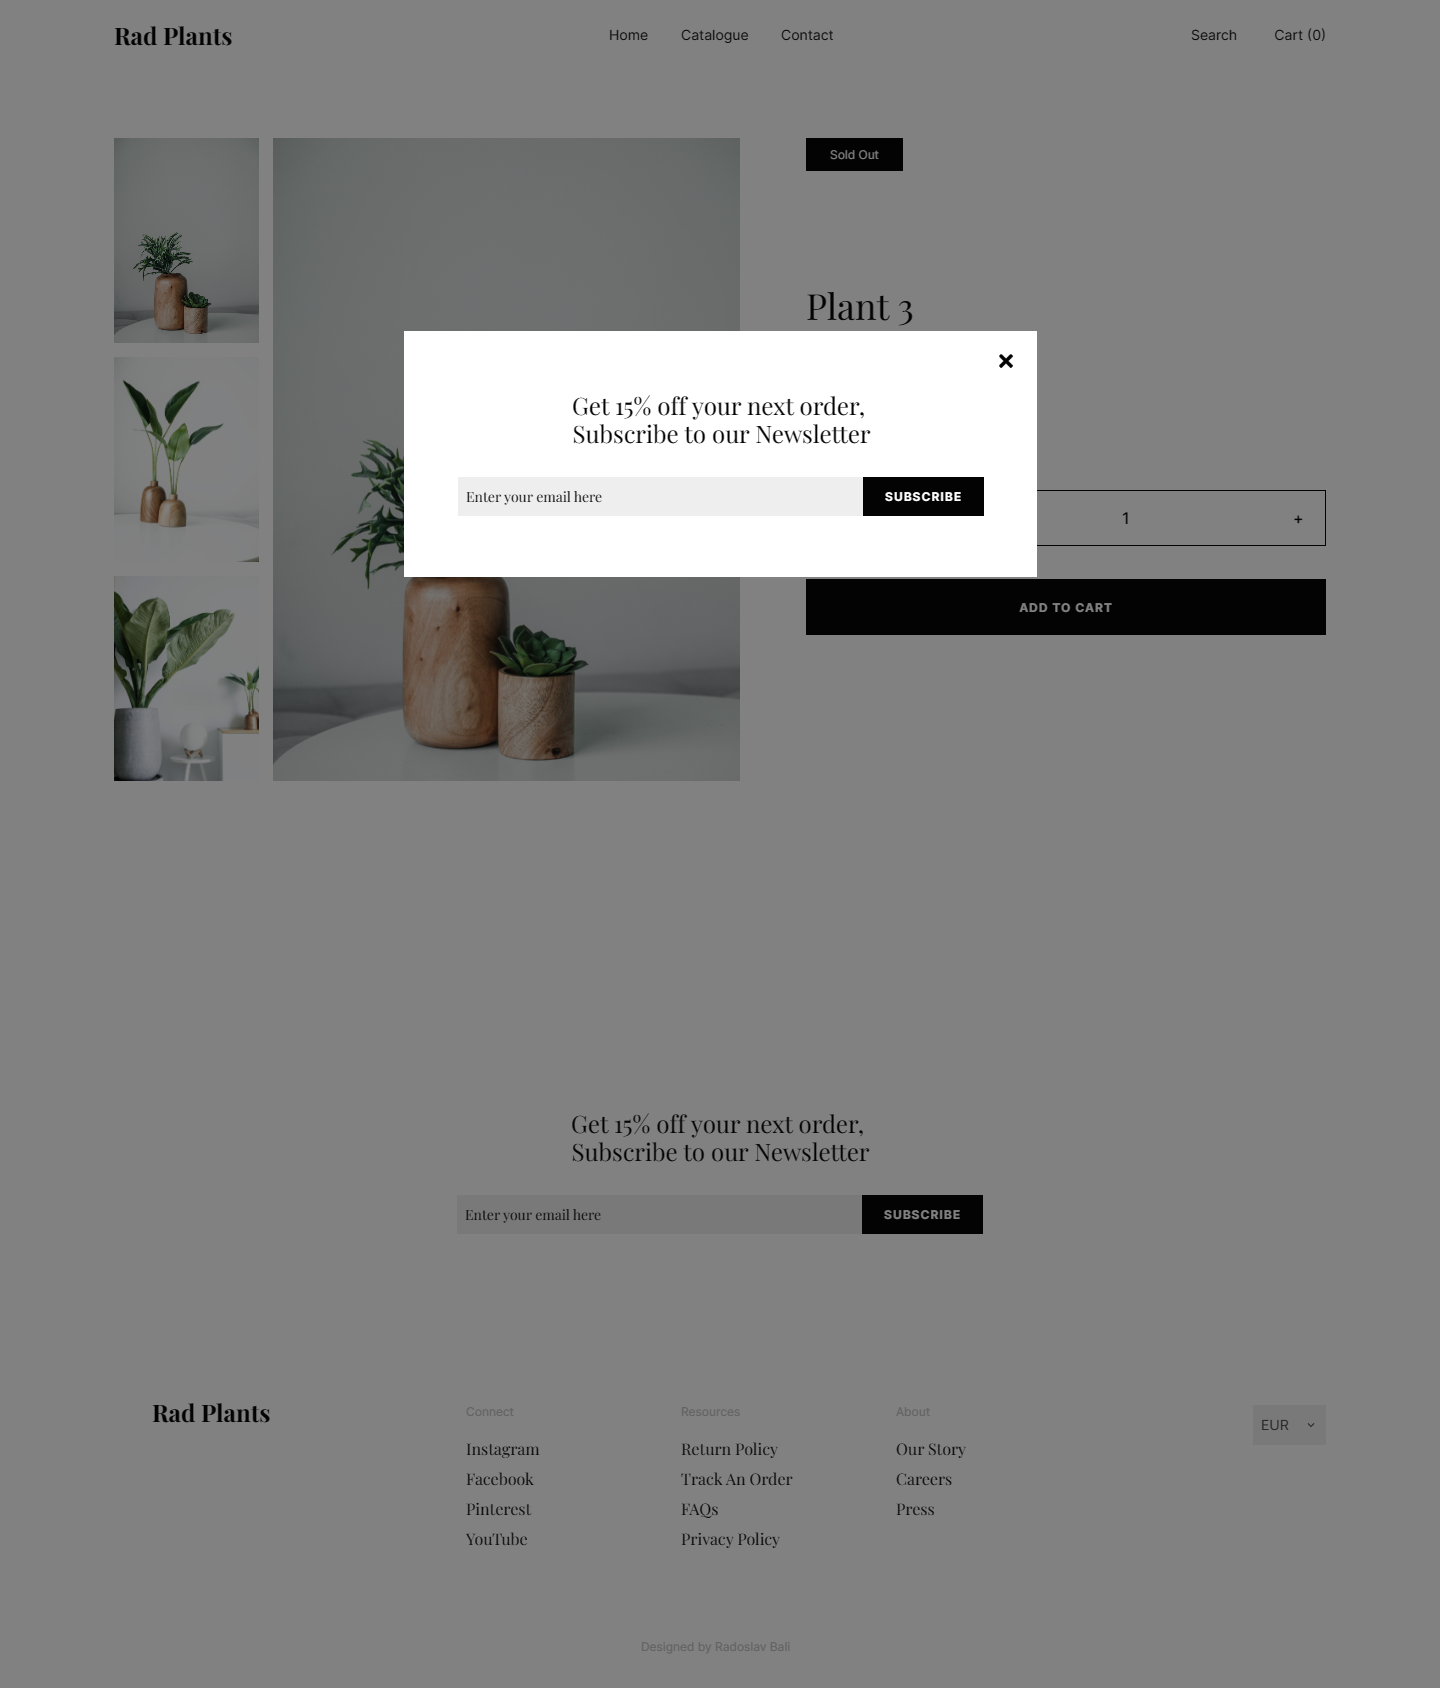 Rad Plants
Home
Catalogue
Contact
Search
Cart (0)
Sold Out
Plant 3
Get 15% off your next order,
Subscribe to our Newsletter
Enter your email here
SUBSCRIBE
1
+
ADD TO CART
Get 15% off your next order,
Subscribe to our Newsletter
Enter your email here
SUBSCRIBE
Rad Plants
Connect
Instagram
Facebook
Pinterest
YouTube
Resources
Return Policy
Track An Order
FAQs
Privacy Policy
About
Our Story
Careers
Press
EUR
Designed by Radoslav Bali